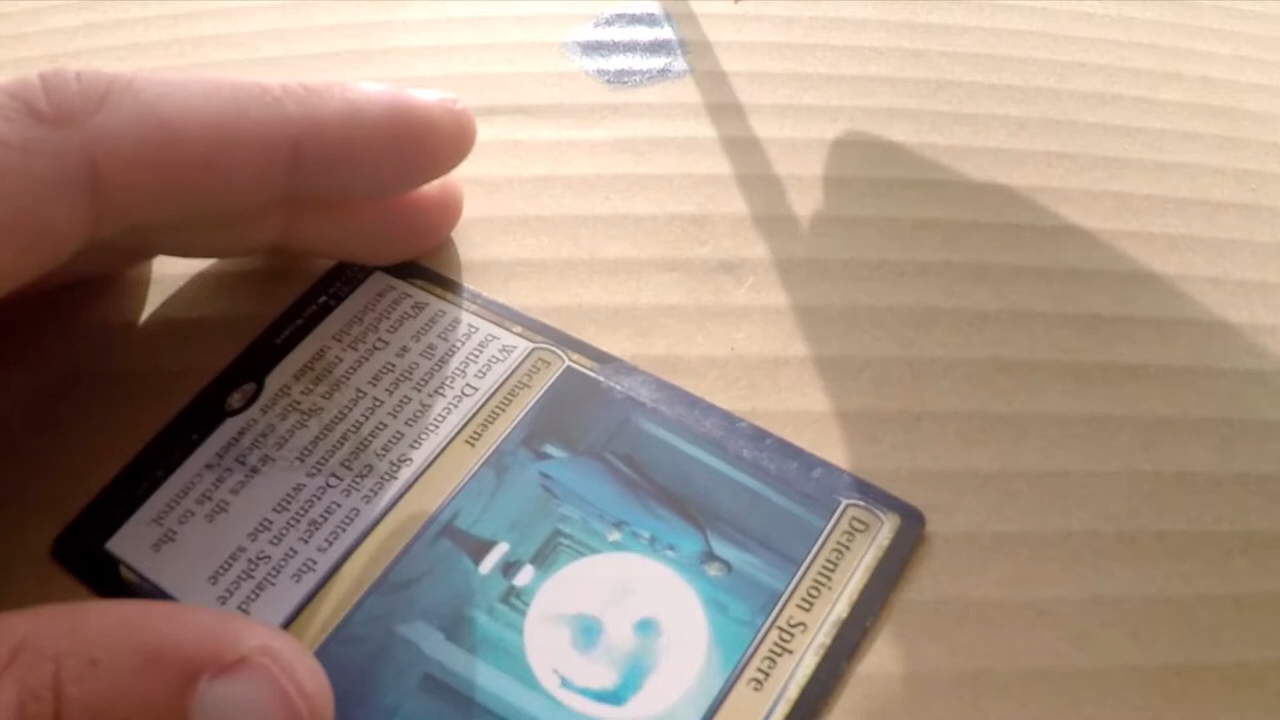 Detention Sphere
Enchantment
When Detention Sphere enters the
battlefield, you may exile target nonland
permanent not named Detention Sphere
and all other permanents with the same
name as that permanent.
When Detention Sphere leaves the
battlefield, return the exiled cards to the
battlefield under their owner's control.